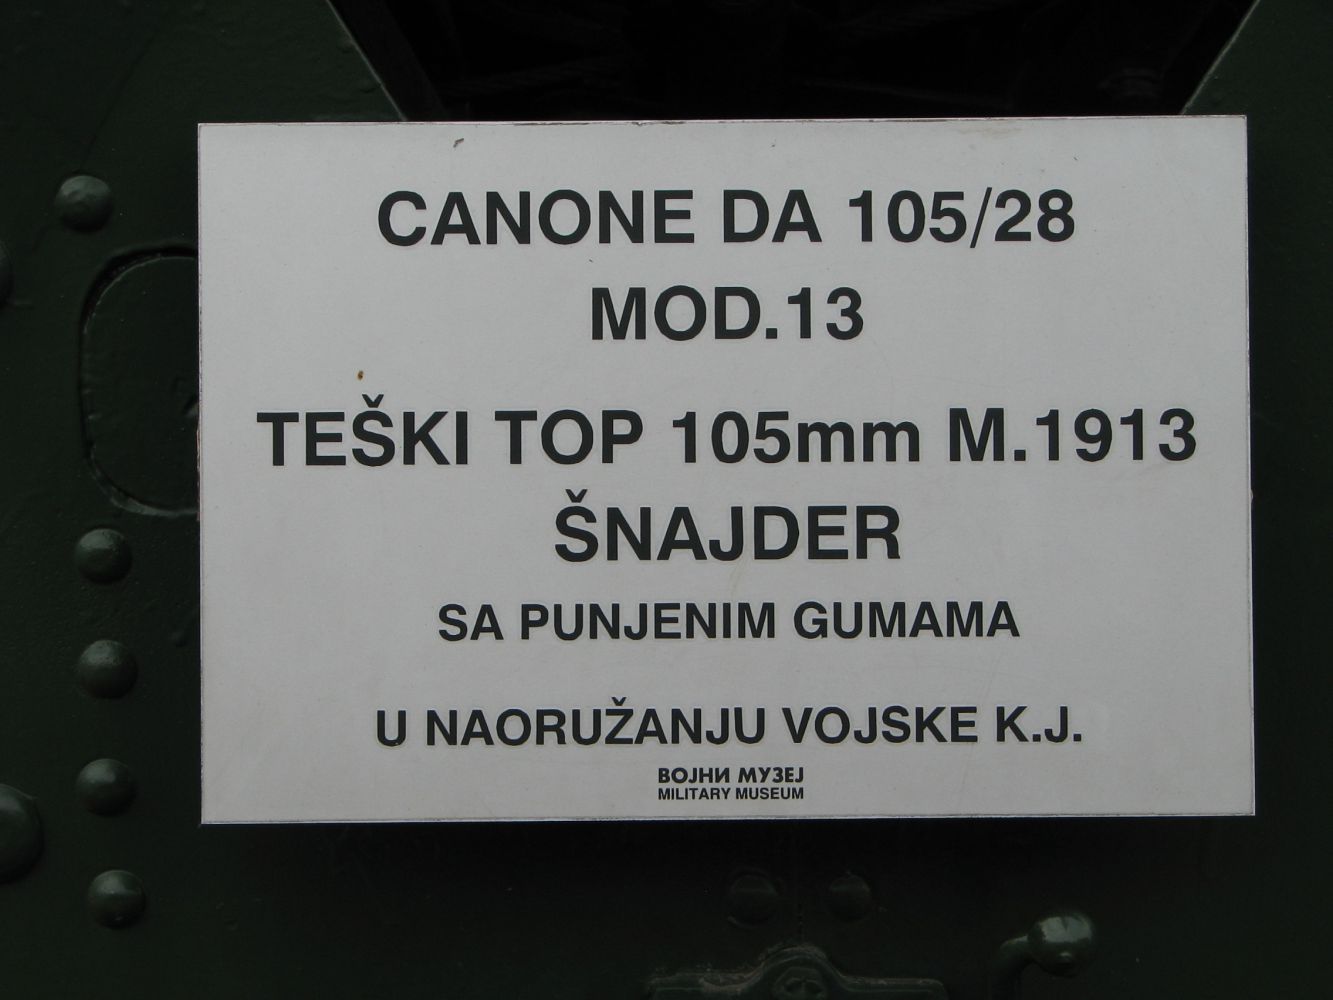 CANONE DA 105/28
MOD.13
TEŠKI TOP 105mm M.1913
ŠNAJDER
SA PUNJENIM GUMAMA
U NAORUŽANJU VOJSKE K.J.
ВОЈНИ МУЗЕЈ
MILITARY MUSEUM